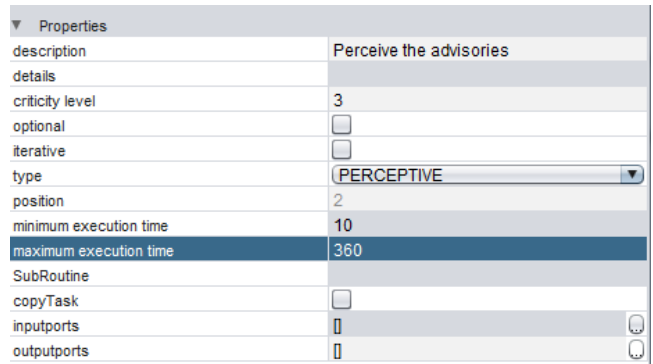 Properties
description Perceive the advisories
details
criticity level 3
optional
iterative
type PERCEPTIVE
position 2
minimum execution time 10
maximum execution time 360
SubRoutine
copyTask
inputports [] ...
outputports [] ...